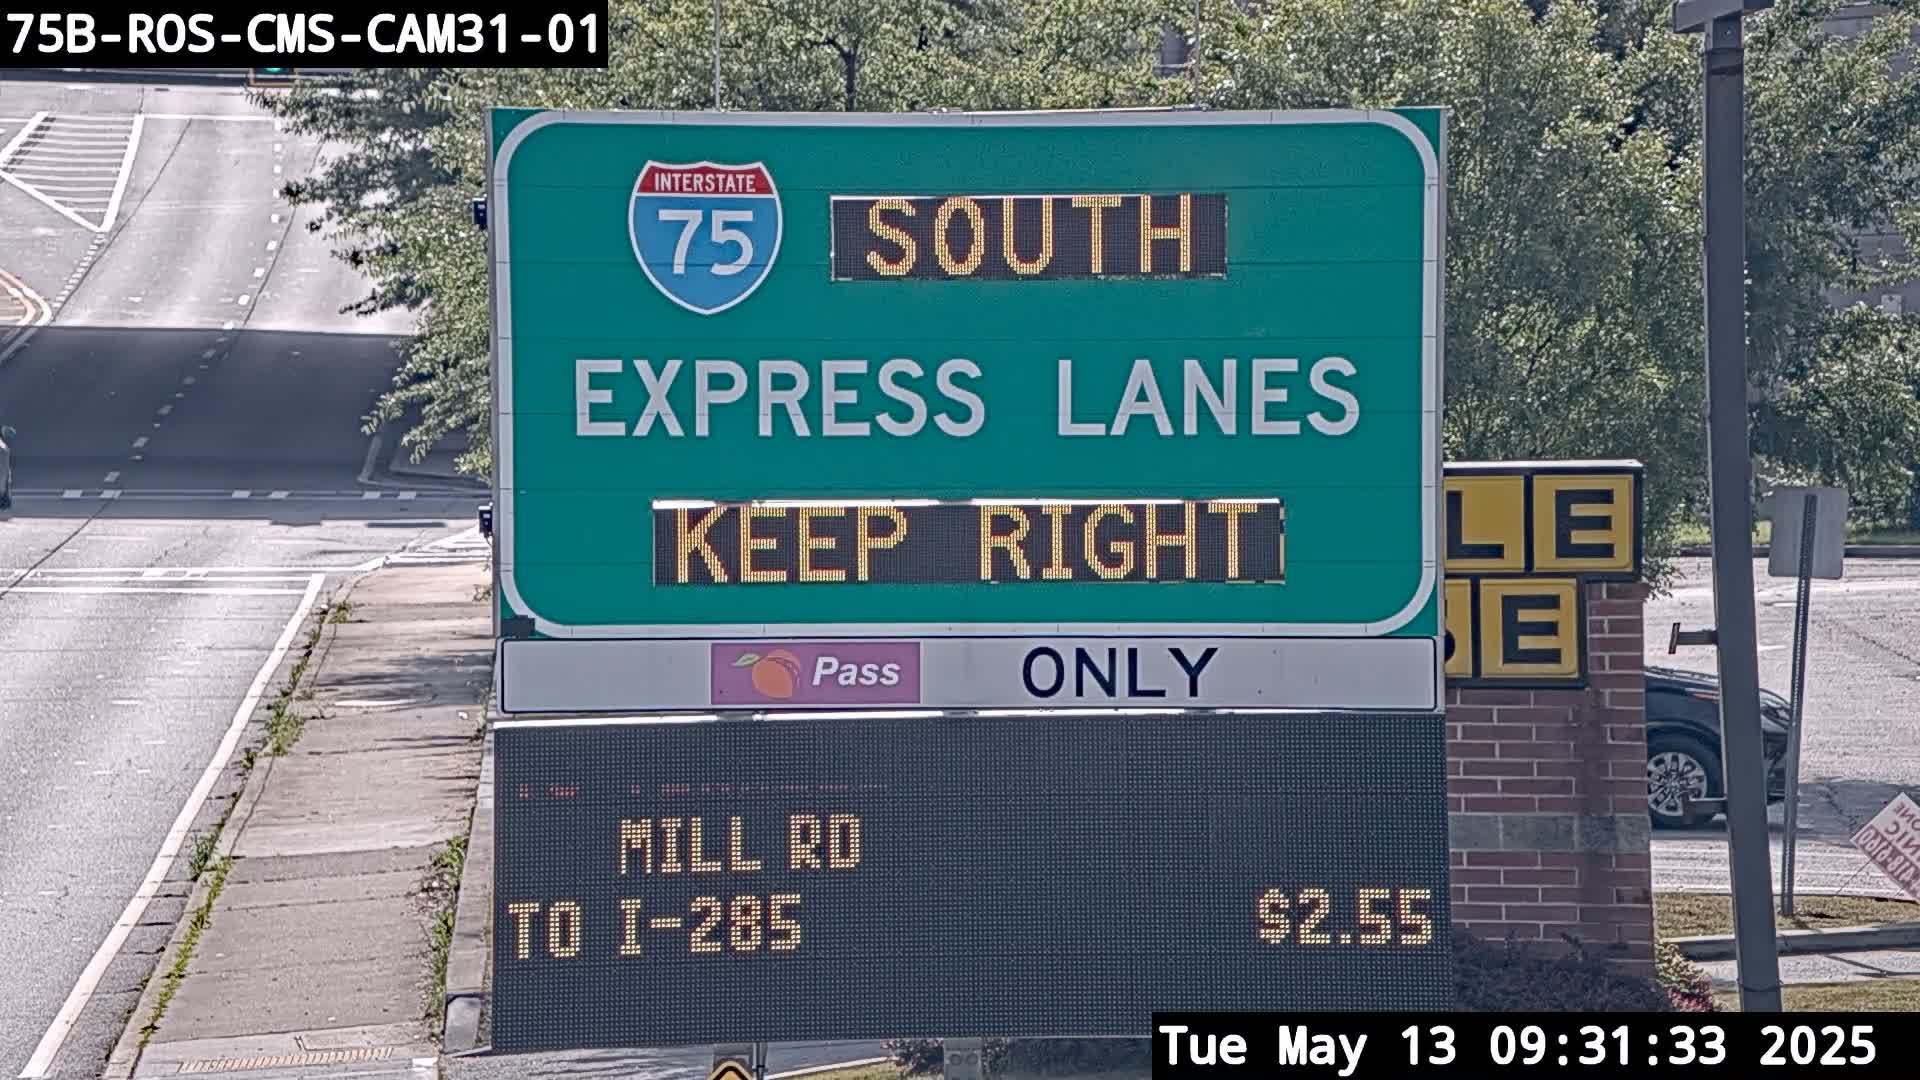 75B-ROS-CMS-CAM31-01
INTERSTATE
75
SOUTH
EXPRESS LANES
KEEP RIGHT
Pass ONLY
MILL RD
TO I-285 $2.55
LE
E
Tue May 13 09:31:33 2025